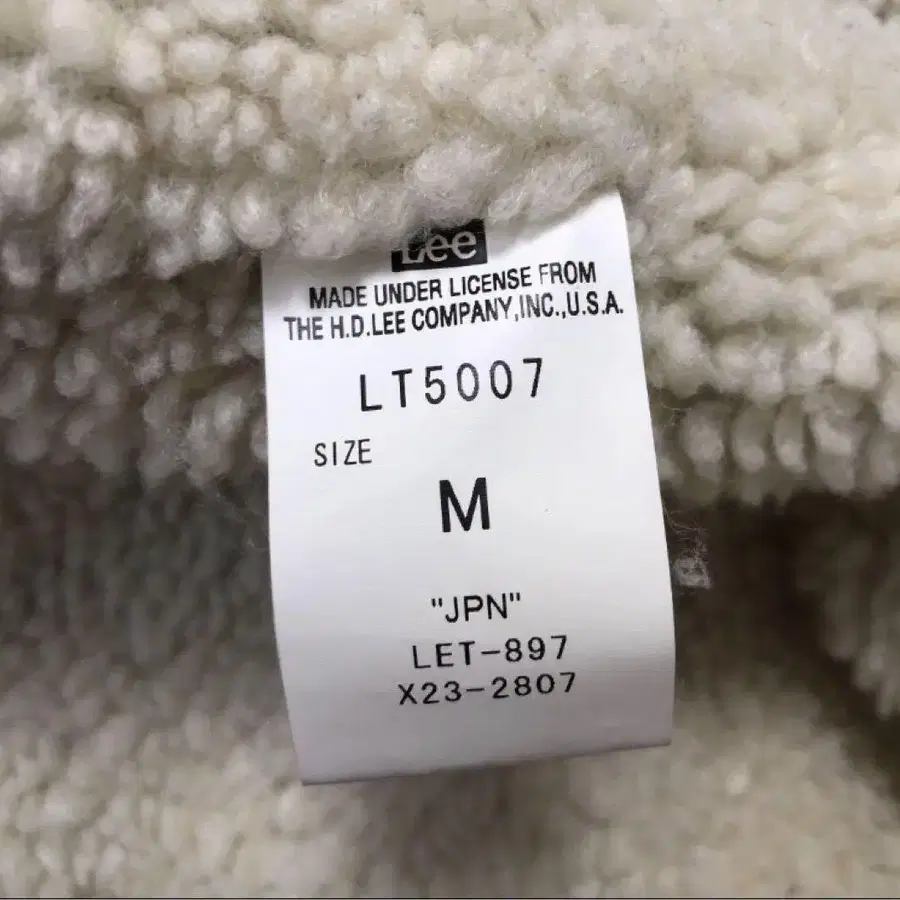 Lee
MADE UNDER LICENSE FROM
THE H.D.LEE COMPANY,INC.,U.S.A.
LT5007
SIZE
M
"JPN"
LET-897
X23-2807